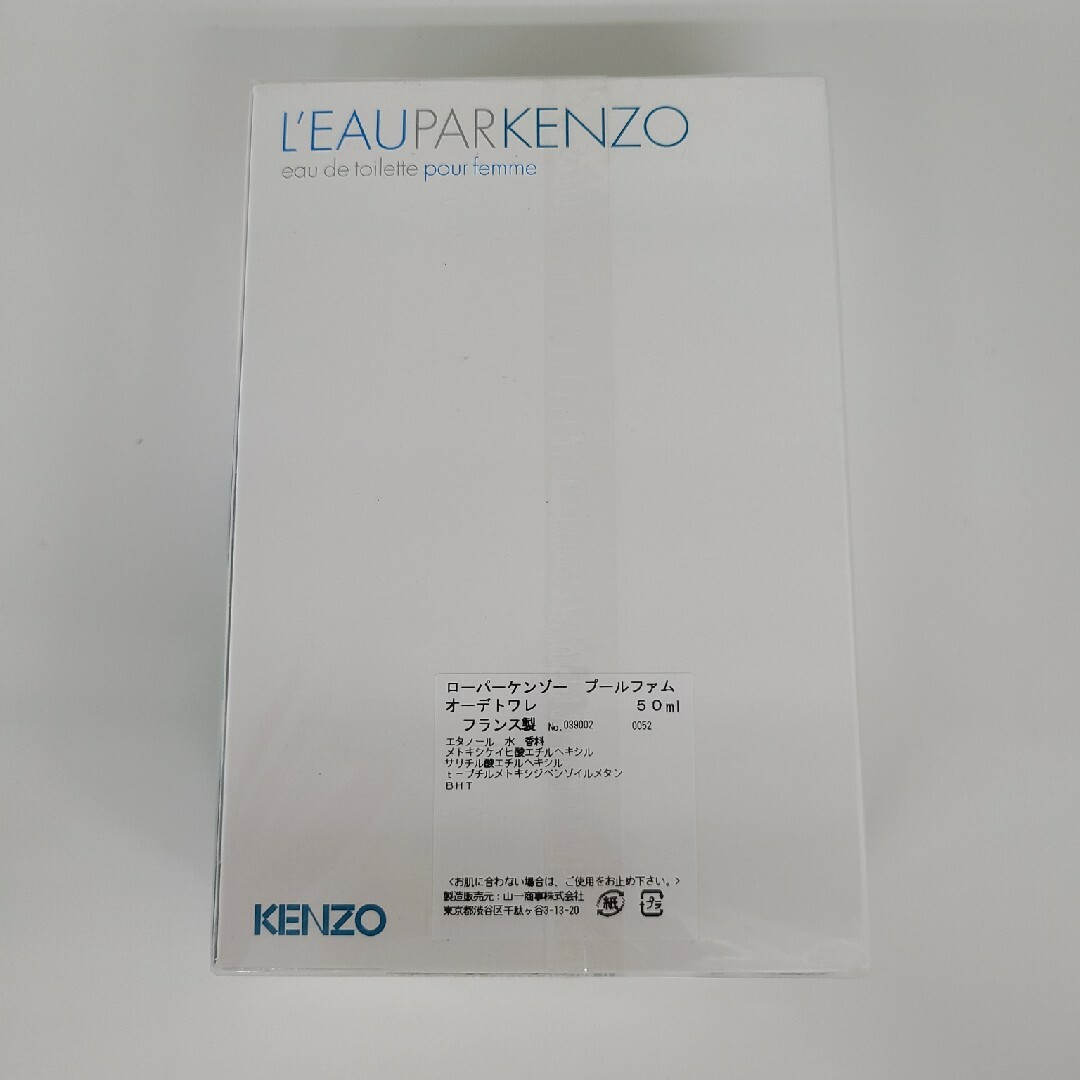 L'EAUPARKENZO
eau de toilette pour femme
ローパーケンゾー　プールファム
オーデトワレ　５０ml
フランス製　No.039002　0052
エタノール　水　香料
メトキシケイヒ酸エチルヘキシル
サリチル酸エチルヘキシル
ｔ－ブチルメトキシジベンゾイルメタン
ＢＨＴ
<お肌に合わない場合は、ご使用をお止め下さい。>
製造販売元：山一商事株式会社
東京都渋谷区千駄ヶ谷3-13-20
紙 プラ
KENZO